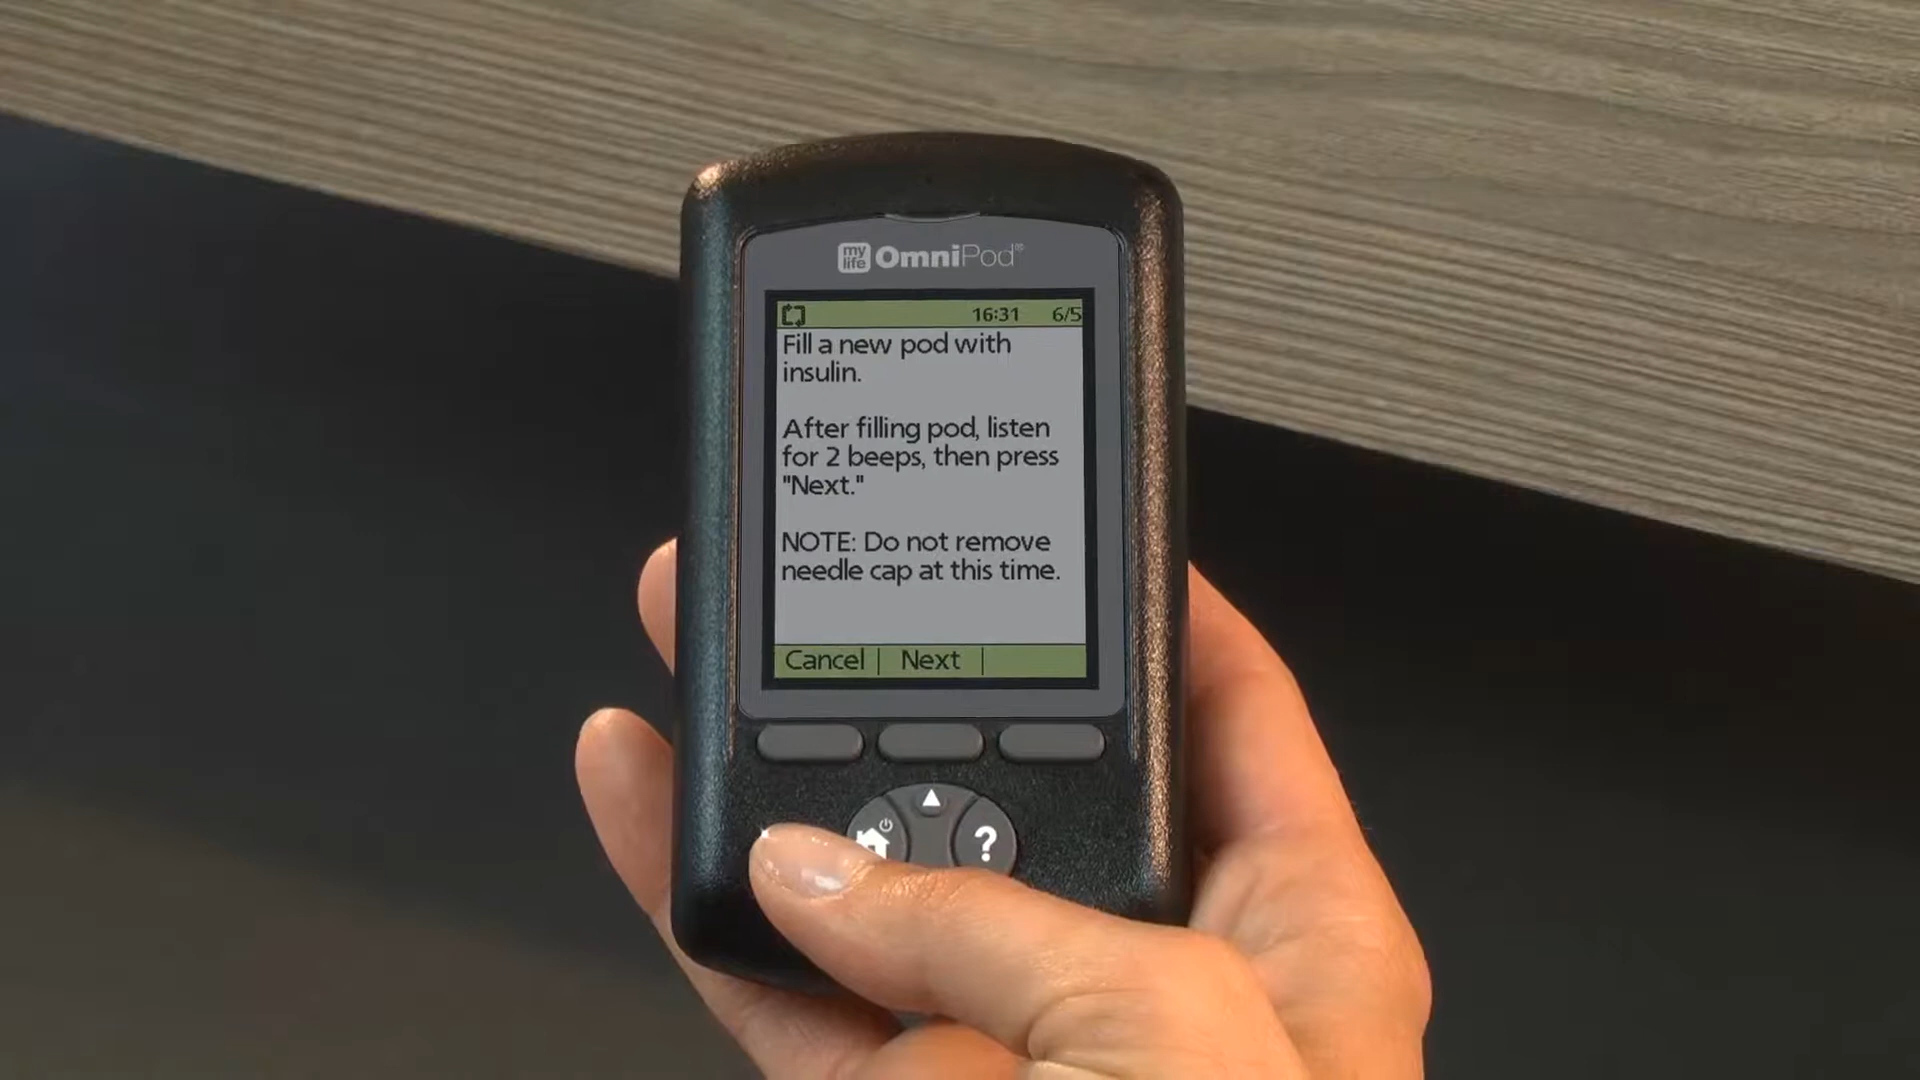 my life OmniPod®
16:31 6/5
Fill a new pod with
insulin.
After filling pod, listen
for 2 beeps, then press
"Next."
NOTE: Do not remove
needle cap at this time.
Cancel Next
?